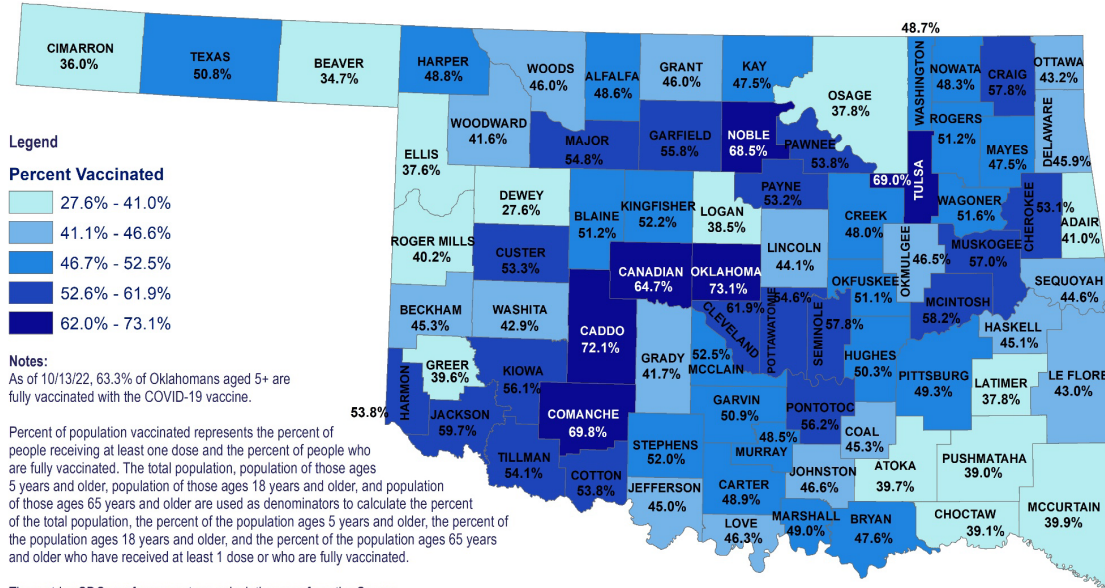 48.7%
CIMARRON
36.0%
TEXAS
50.8%
BEAVER
34.7%
HARPER
48.8%
WOODS
46.0%
ALFALFA
48.6%
GRANT
46.0%
KAY
47.5%
OSAGE
37.8%
WASHINGTON
NOWATA
48.3%
CRAIG
57.8%
OTTAWA
43.2%
WOODWARD
41.6%
MAJOR
54.8%
GARFIELD
55.8%
NOBLE
68.5%
PAWNEE
53.8%
ROGERS
51.2%
MAYES
47.5%
DELAWARE
45.9%
ELLIS
37.6%
DEWEY
27.6%
BLAINE
51.2%
KINGFISHER
52.2%
LOGAN
38.5%
PAYNE
53.2%
69.0%
TULSA
WAGONER
51.6%
CHEROKEE
53.1%
ADAIR
41.0%
ROGER MILLS
40.2%
CUSTER
53.3%
CANADIAN
64.7%
OKLAHOMA
73.1%
LINCOLN
44.1%
CREEK
48.0%
OKMULGEE
46.5%
MUSKOGEE
57.0%
SEQUOYAH
44.6%
BECKHAM
45.3%
WASHITA
42.9%
CADDO
72.1%
GRADY
41.7%
61.9%
CLEVELAND
POTTAWATOMIE
54.6%
SEMINOLE
57.8%
OKFUSKEE
51.1%
MCINTOSH
58.2%
HASKELL
45.1%
52.5%
MCCLAIN
HUGHES
50.3%
PITTSBURG
49.3%
LATIMER
37.8%
LE FLORE
43.0%
53.8%
HARMON
GREER
39.6%
KIOWA
56.1%
JACKSON
59.7%
COMANCHE
69.8%
TILLMAN
54.1%
COTTON
53.8%
STEPHENS
52.0%
GARVIN
50.9%
48.5%
MURRAY
PONTOTOC
56.2%
COAL
45.3%
ATOKA
39.7%
PUSHMATAHA
39.0%
MCCURTAIN
39.9%
JEFFERSON
45.0%
CARTER
48.9%
JOHNSTON
46.6%
LOVE
46.3%
MARSHALL
49.0%
BRYAN
47.6%
CHOCTAW
39.1%
Legend
Percent Vaccinated
27.6% - 41.0%
41.1% - 46.6%
46.7% - 52.5%
52.6% - 61.9%
62.0% - 73.1%
Notes:
As of 10/13/22, 63.3% of Oklahomans aged 5+ are
fully vaccinated with the COVID-19 vaccine.
Percent of population vaccinated represents the percent of
people receiving at least one dose and the percent of people who
are fully vaccinated. The total population, population of those ages
5 years and older, population of those ages 18 years and older, and population
of those ages 65 years and older are used as denominators to calculate the percent
of the total population, the percent of the population ages 5 years and older, the percent of
the population ages 18 years and older, and the percent of the population ages 65 years
and older who have received at least 1 dose or who are fully vaccinated.